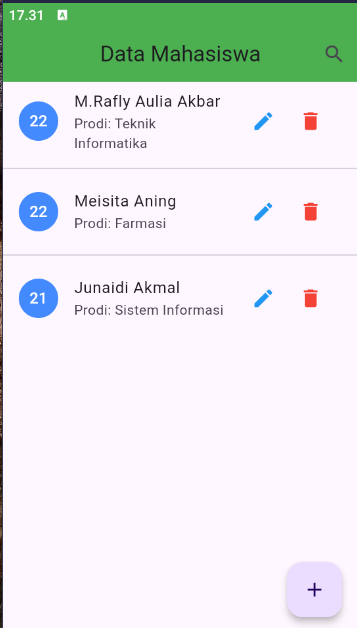 17.31 A
Data Mahasiswa
22
M.Rafly Aulia Akbar
Prodi: Teknik
Informatika
22
Meisita Aning
Prodi: Farmasi
21
Junaidi Akmal
Prodi: Sistem Informasi
+